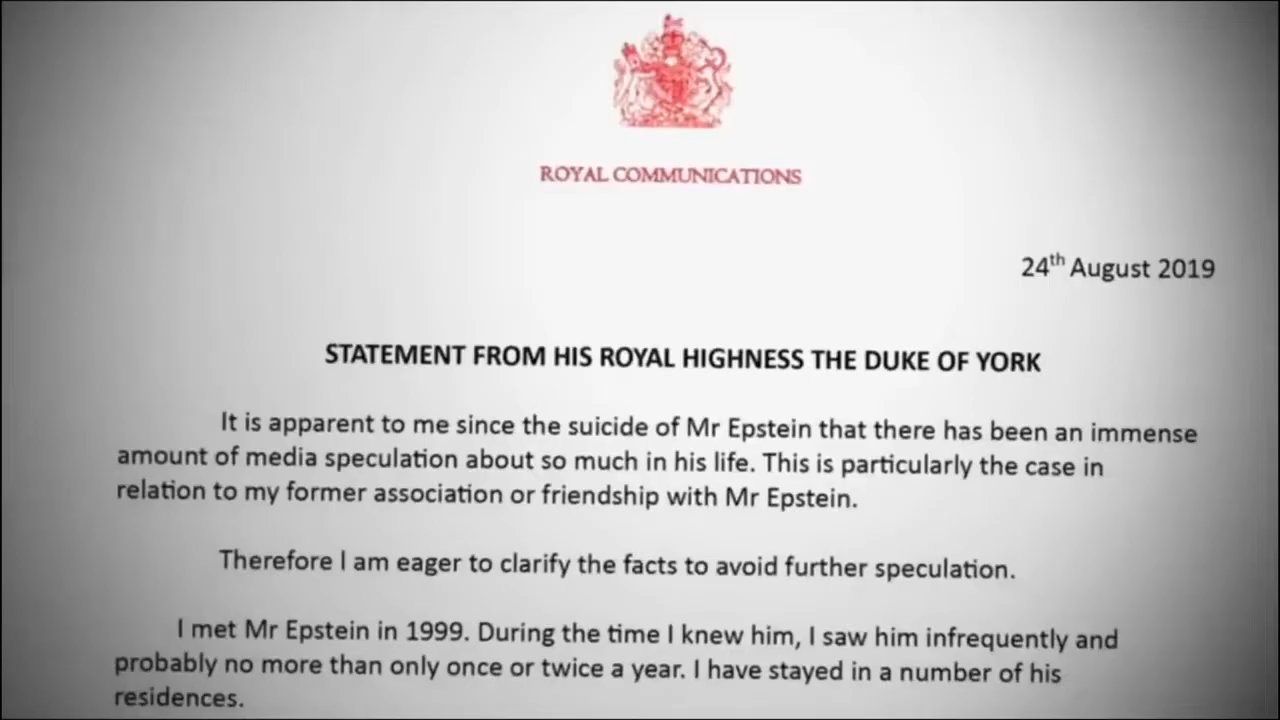 ROYAL COMMUNICATIONS
24th August 2019
STATEMENT FROM HIS ROYAL HIGHNESS THE DUKE OF YORK
It is apparent to me since the suicide of Mr Epstein that there has been an immense
amount of media speculation about so much in his life. This is particularly the case in
relation to my former association or friendship with Mr Epstein.
Therefore I am eager to clarify the facts to avoid further speculation.
I met Mr Epstein in 1999. During the time I knew him, I saw him infrequently and
probably no more than only once or twice a year. I have stayed in a number of his
residences.